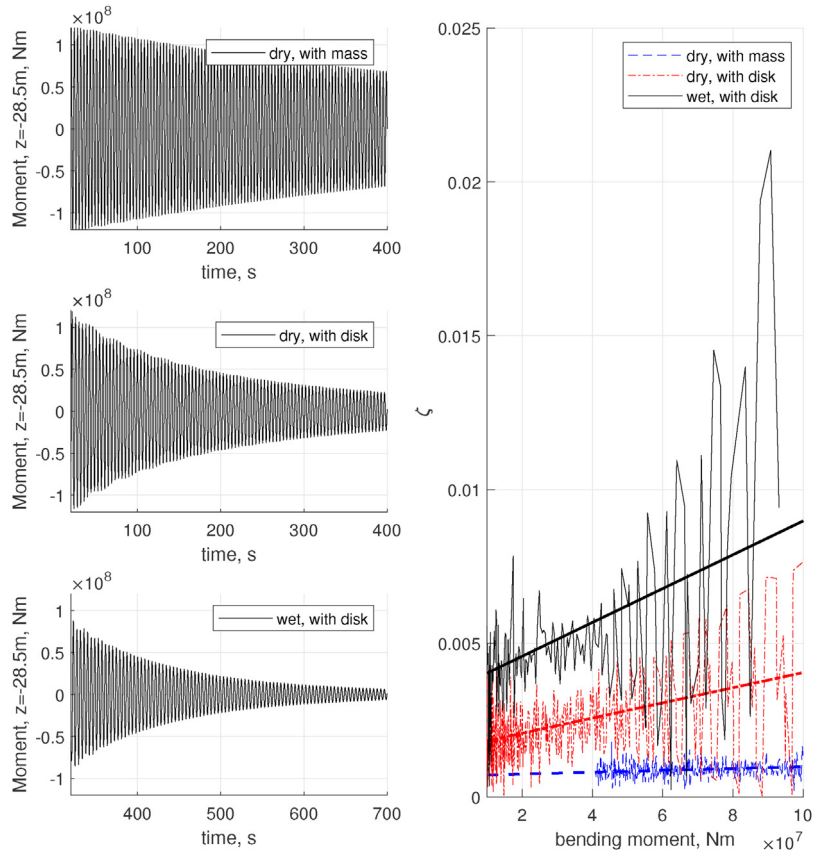 ×10^8
Moment, z=-28.5m, Nm
1
0.5
0
-0.5
-1
dry, with mass
100 200 300 400
time, s
×10^8
Moment, z=-28.5m, Nm
1
0.5
0
-0.5
-1
dry, with disk
100 200 300 400
time, s
×10^8
Moment, z=-28.5m, Nm
1
0.5
0
-0.5
-1
wet, with disk
400 500 600 700
time, s
ζ
0.025
0.02
0.015
0.01
0.005
0
dry, with mass
dry, with disk
wet, with disk
2 4 6 8 10
bending moment, Nm
×10^7